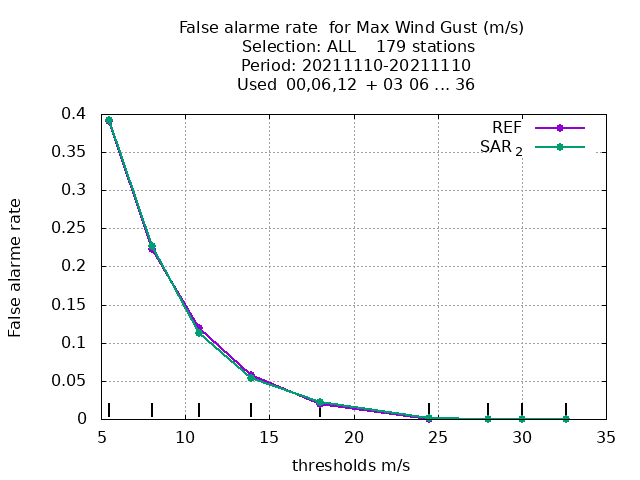 False alarme rate  for Max Wind Gust (m/s)
Selection: ALL    179 stations
Period: 20211110-20211110
Used  00,06,12  + 03 06 ... 36
REF
SAR 2
0.4
0.35
0.3
0.25
0.2
0.15
0.1
0.05
0
False alarme rate
5 10 15 20 25 30 35
thresholds m/s